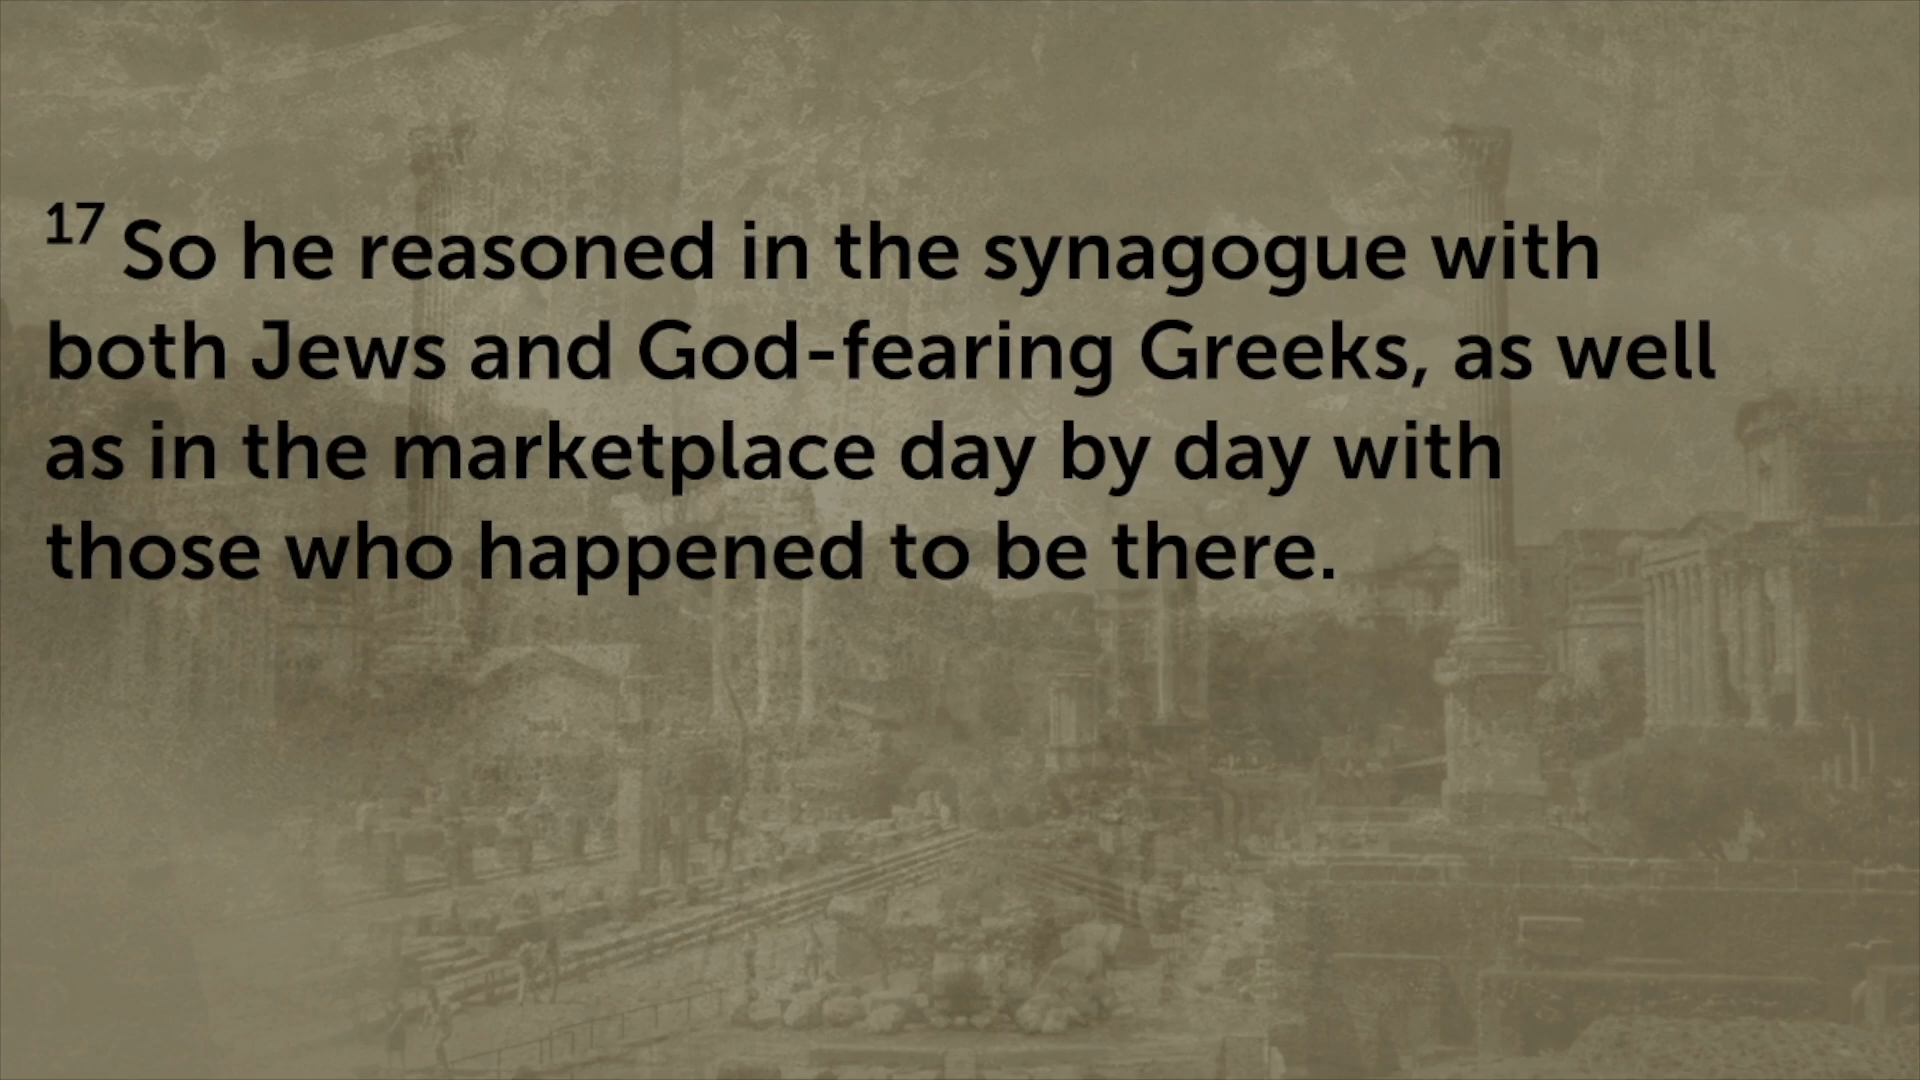 17 So he reasoned in the synagogue with
both Jews and God-fearing Greeks, as well
as in the marketplace day by day with
those who happened to be there.